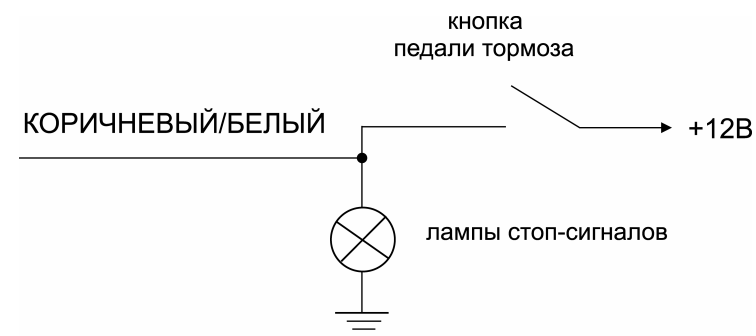 кнопка
педали тормоза
КОРИЧНЕВЫЙ/БЕЛЫЙ
+12В
лампы стоп-сигналов